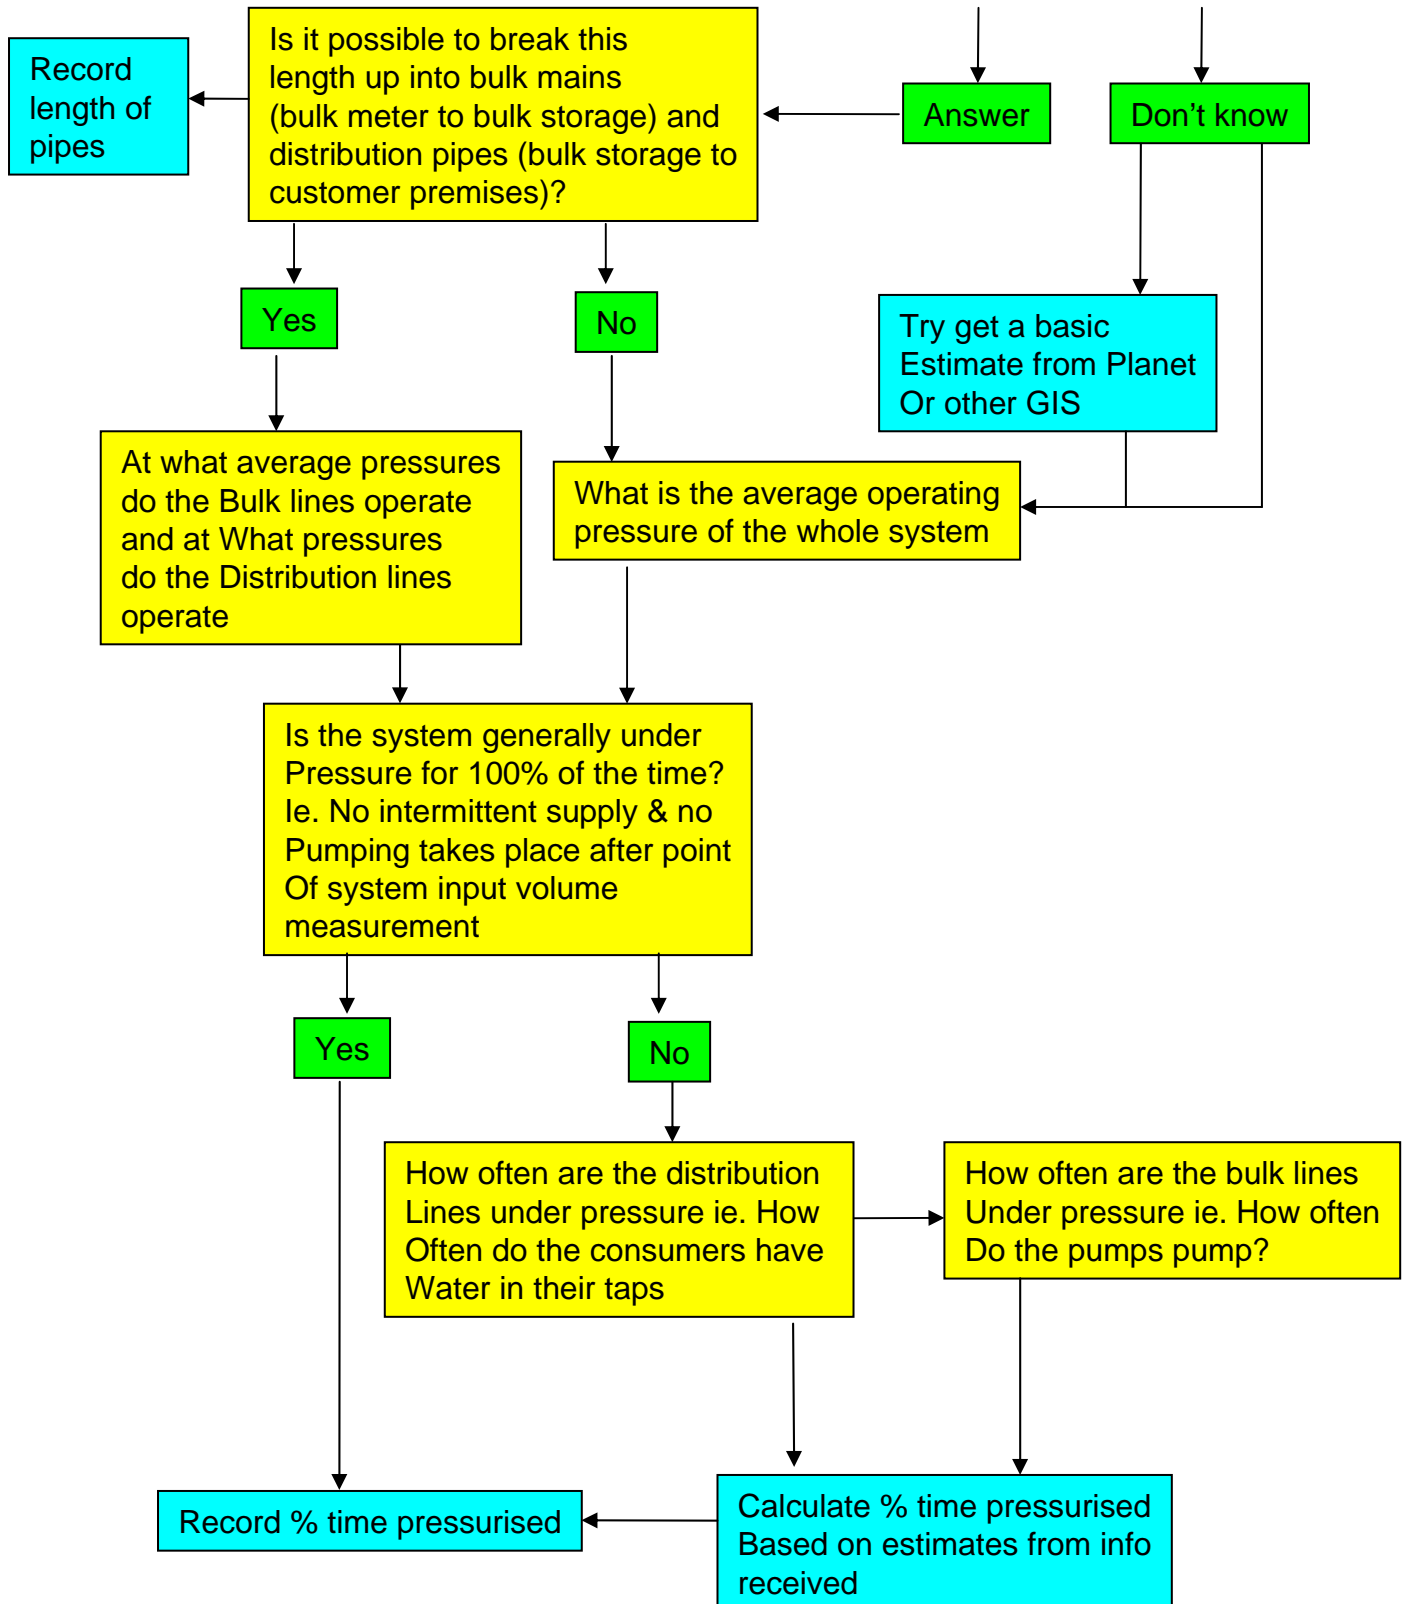 Record
length of
pipes
Is it possible to break this
length up into bulk mains
(bulk meter to bulk storage) and
distribution pipes (bulk storage to
customer premises)?
Answer
Don't know
Yes
No
Try get a basic
Estimate from Planet
Or other GIS
At what average pressures
do the Bulk lines operate
and at What pressures
do the Distribution lines
operate
What is the average operating
pressure of the whole system
Is the system generally under
Pressure for 100% of the time?
Ie. No intermittent supply & no
Pumping takes place after point
Of system input volume
measurement
Yes
No
How often are the distribution
Lines under pressure ie. How
Often do the consumers have
Water in their taps
How often are the bulk lines
Under pressure ie. How often
Do the pumps pump?
Record % time pressurised
Calculate % time pressurised
Based on estimates from info
received